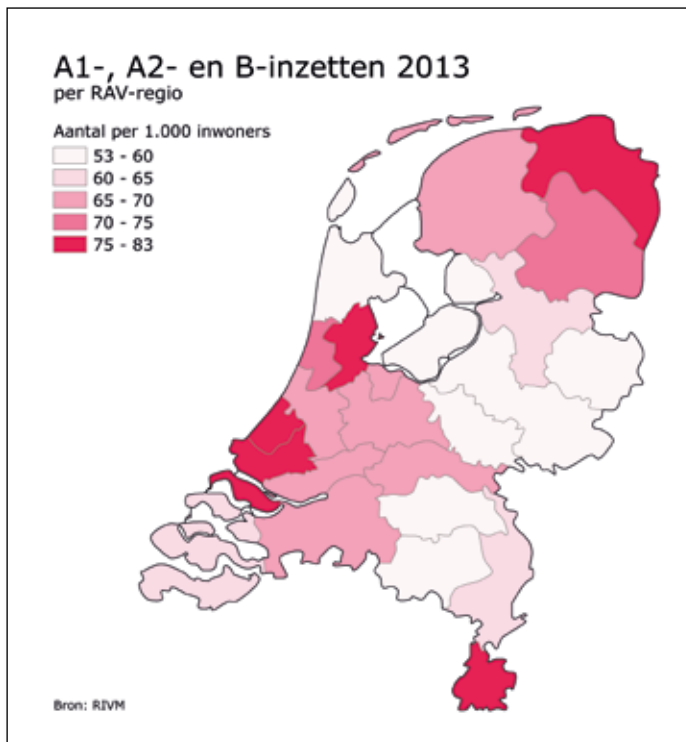 A1-, A2- en B-inzetten 2013
per RAV-regio
Aantal per 1.000 inwoners
53 - 60
60 - 65
65 - 70
70 - 75
75 - 83
Bron: RIVM